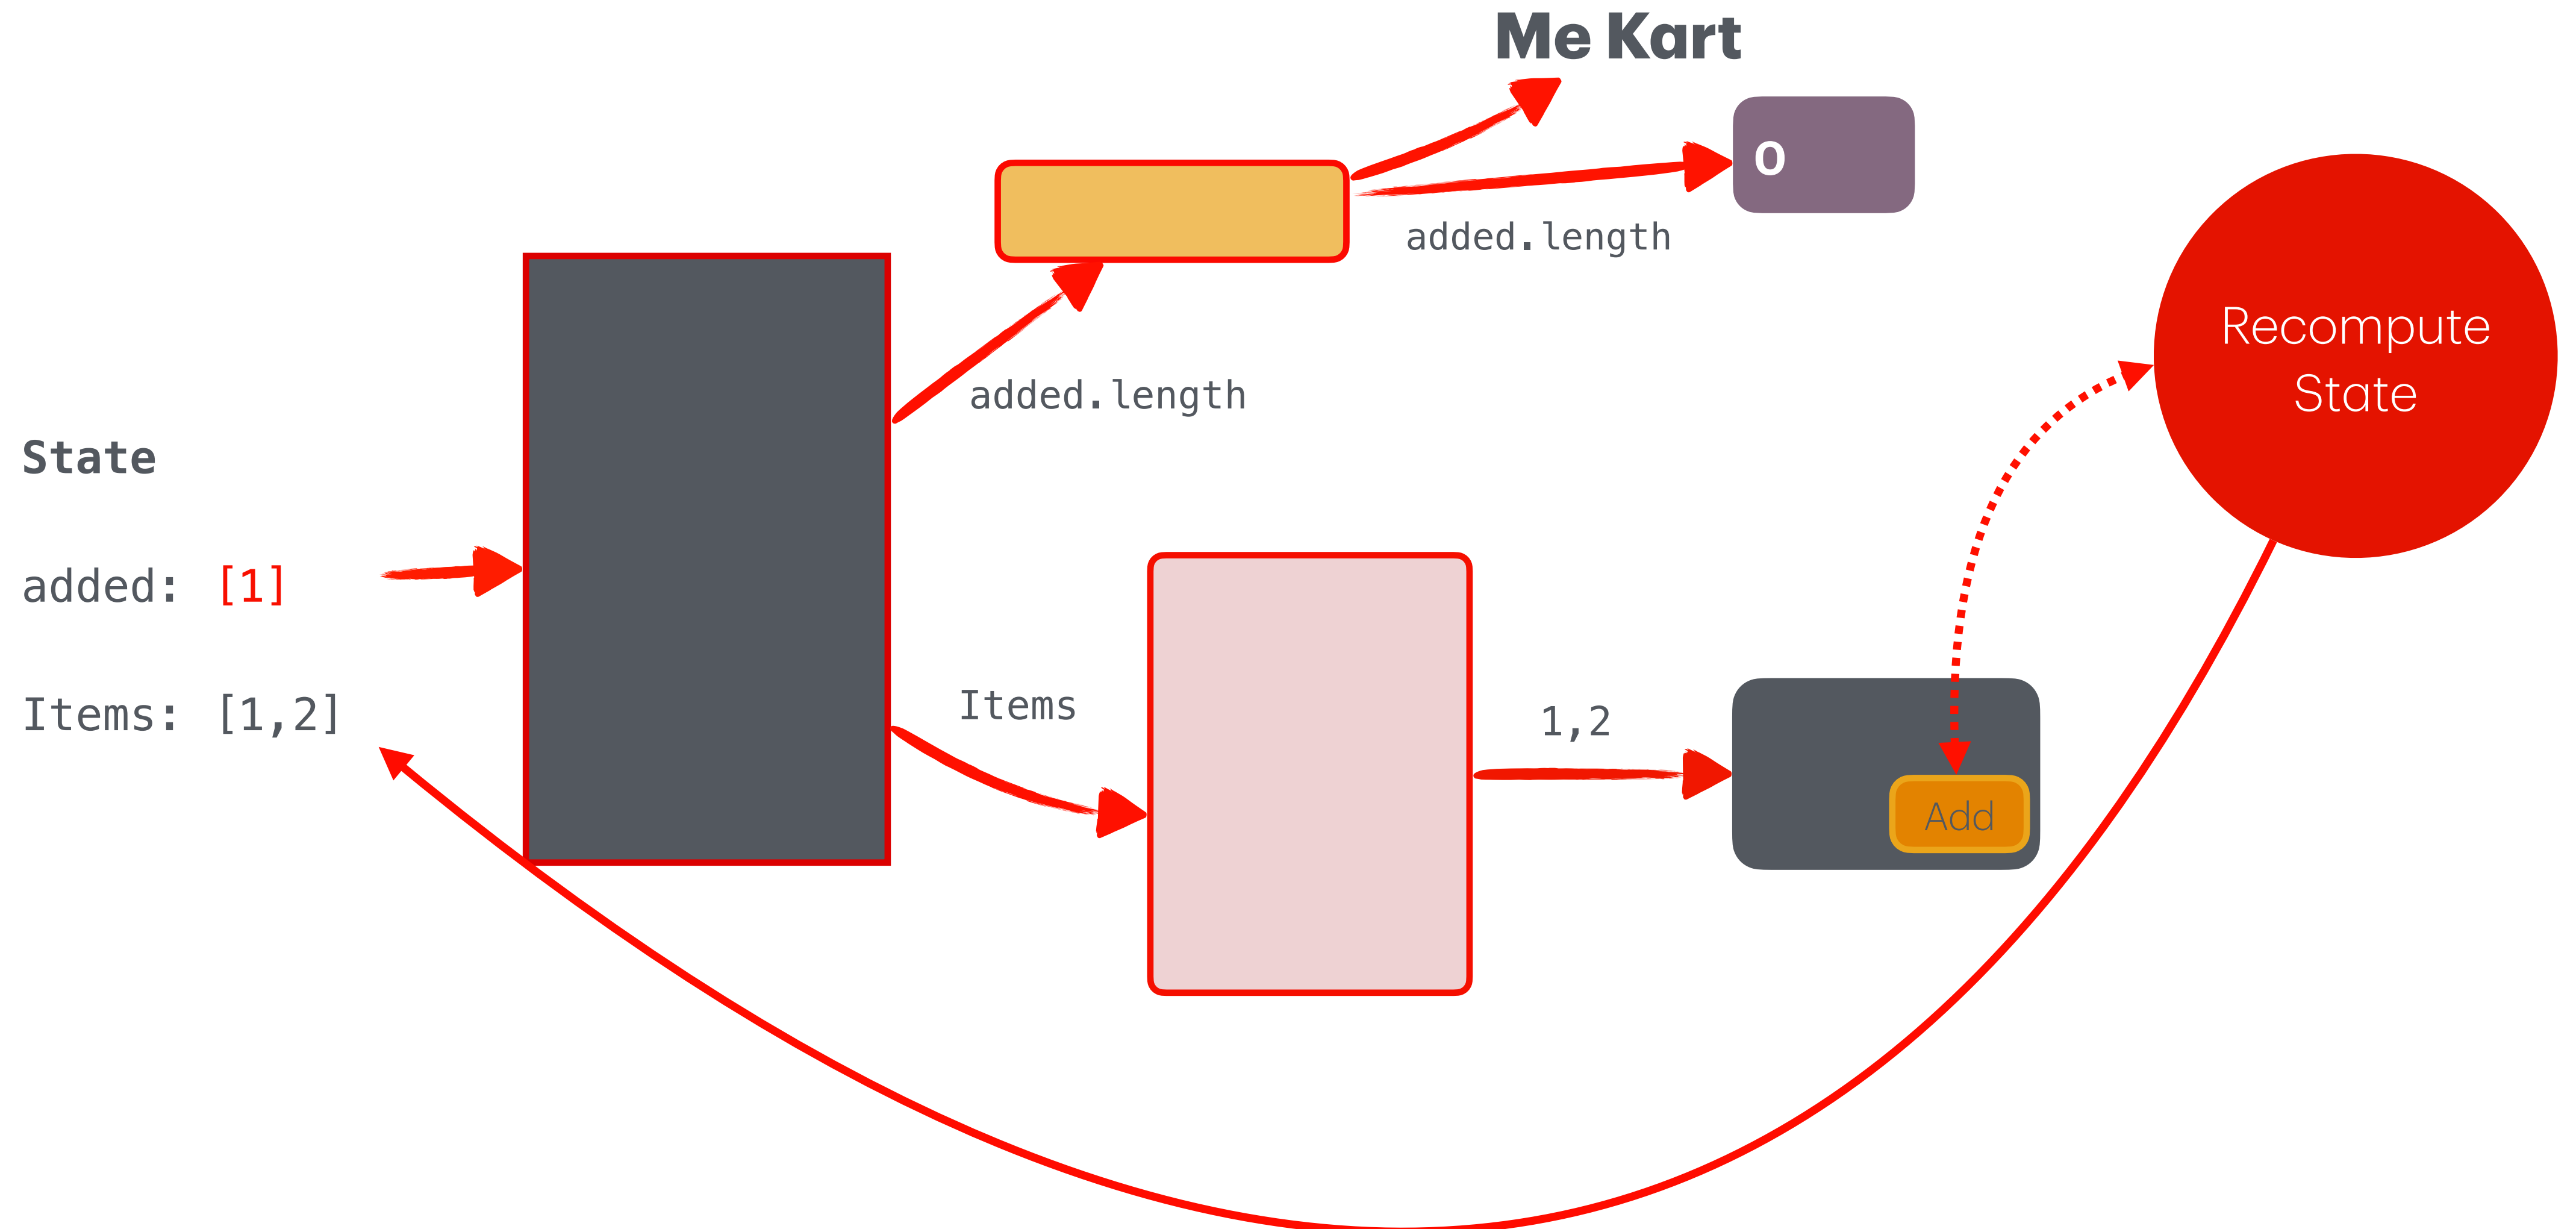 Me Kart
0
added.length
Recompute
State
added.length
State
added: [1]
Items: [1,2]
Items
1,2
Add